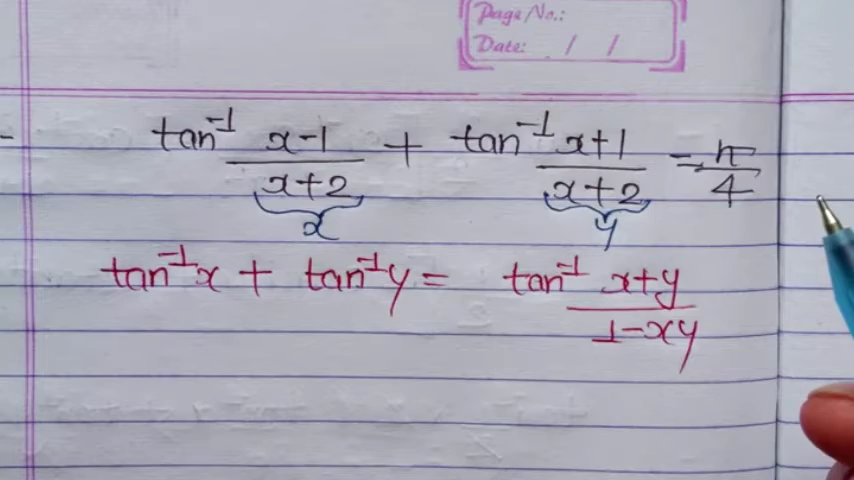 Page No.:
Date: / /
tan⁻¹ (x-1)/(x+2) + tan⁻¹ (x+1)/(x+2) = π/4
x y
tan⁻¹x + tan⁻¹y = tan⁻¹ (x+y)/(1-xy)